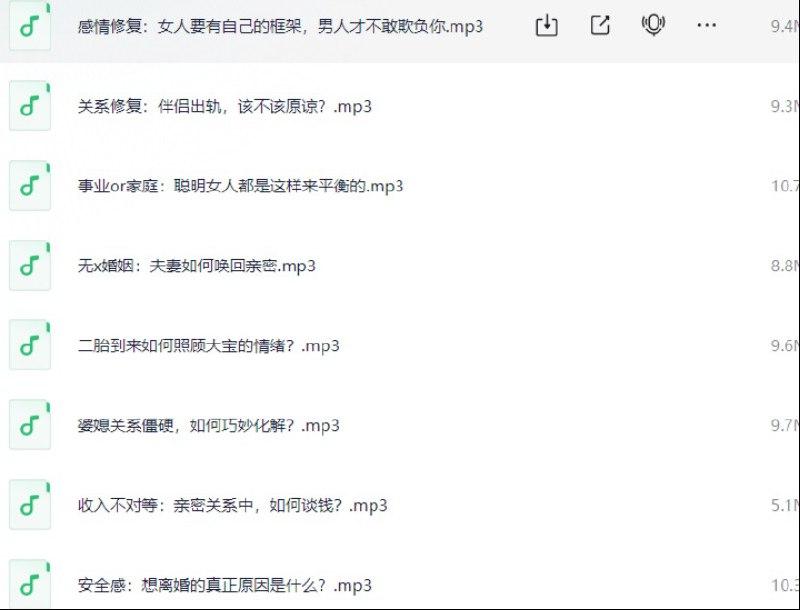 感情修复：女人要有自己的框架，男人才不敢欺负你.mp3
9.4
关系修复：伴侣出轨，该不该原谅？.mp3
9.3
事业or家庭：聪明女人都是这样来平衡的.mp3
10.7
无x婚姻：夫妻如何唤回亲密.mp3
8.8
二胎到来如何照顾大宝的情绪？.mp3
9.6
婆媳关系僵硬，如何巧妙化解？.mp3
9.7
收入不对等：亲密关系中，如何谈钱？.mp3
5.1
安全感：想离婚的真正原因是什么？.mp3
10.3